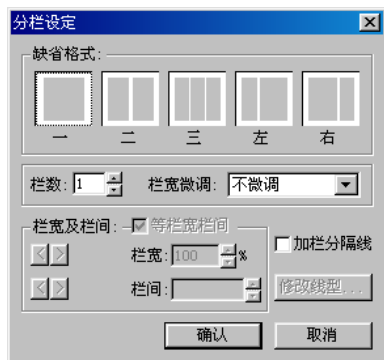 分栏设定
缺省格式:
一 二 三 左 右
栏数: 1 栏宽微调: 不微调
栏宽及栏间: 等栏宽栏间
栏宽: 100 %
加栏分隔线
栏间:
修改线型...
确认 取消